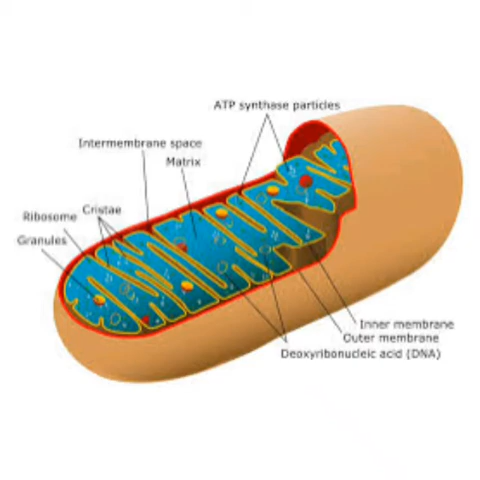 ATP synthase particles
Intermembrane space
Matrix
Cristae
Ribosome
Granules
Inner membrane
Outer membrane
Deoxyribonucleic acid (DNA)